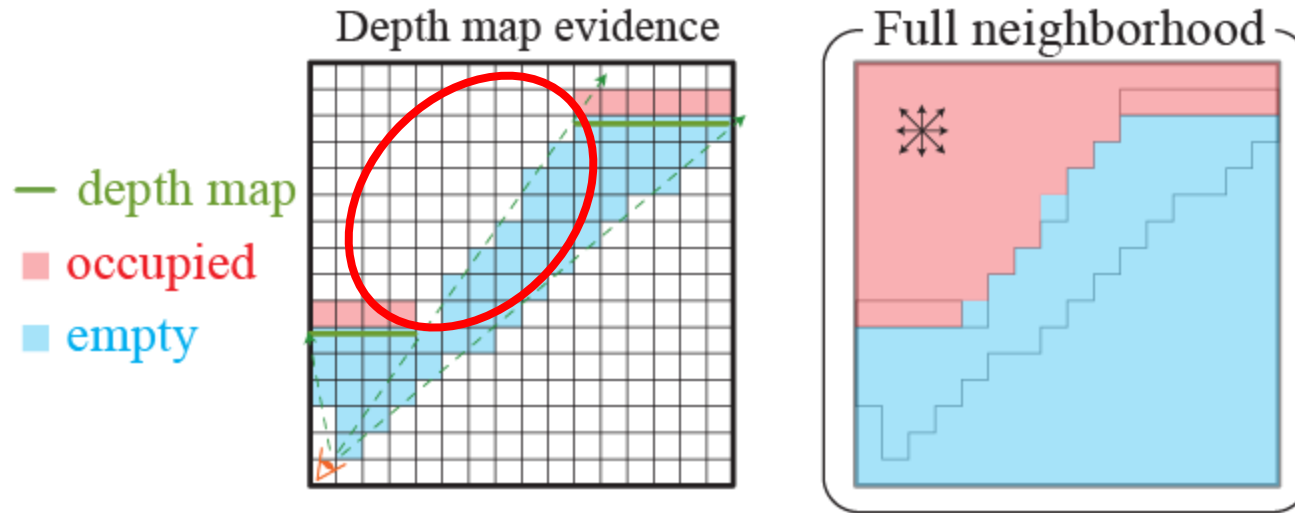 Depth map evidence
Full neighborhood
depth map
occupied
empty